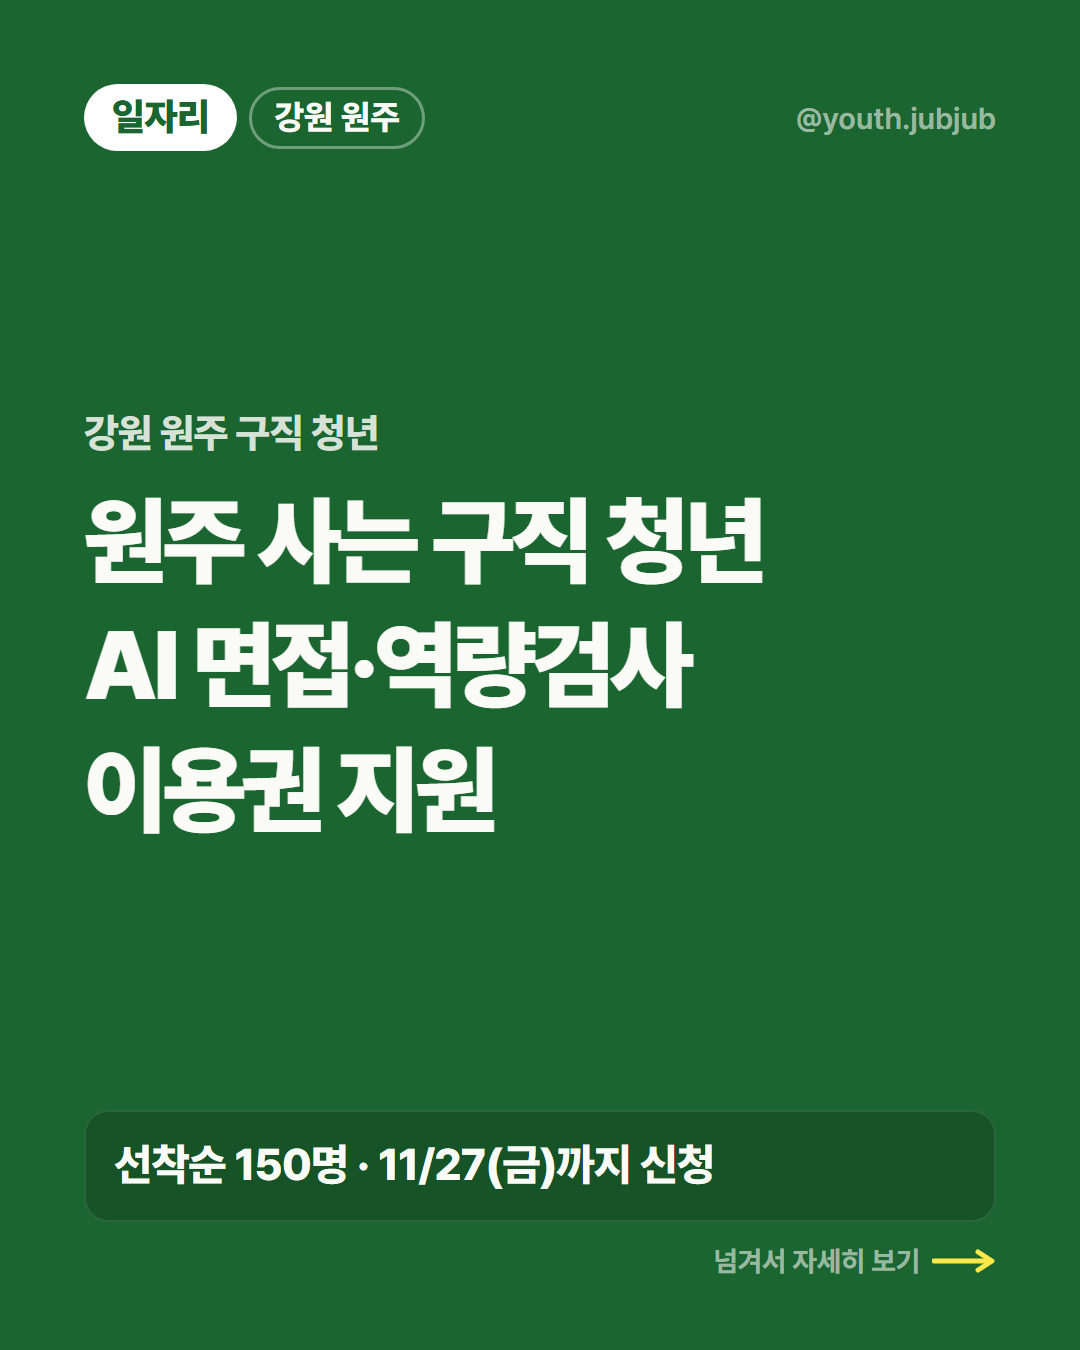 일자리
강원 원주
@youth.jubjub
강원 원주 구직 청년
원주 사는 구직 청년
AI 면접·역량검사
이용권 지원
선착순 150명 · 11/27(금)까지 신청
넘겨서 자세히 보기